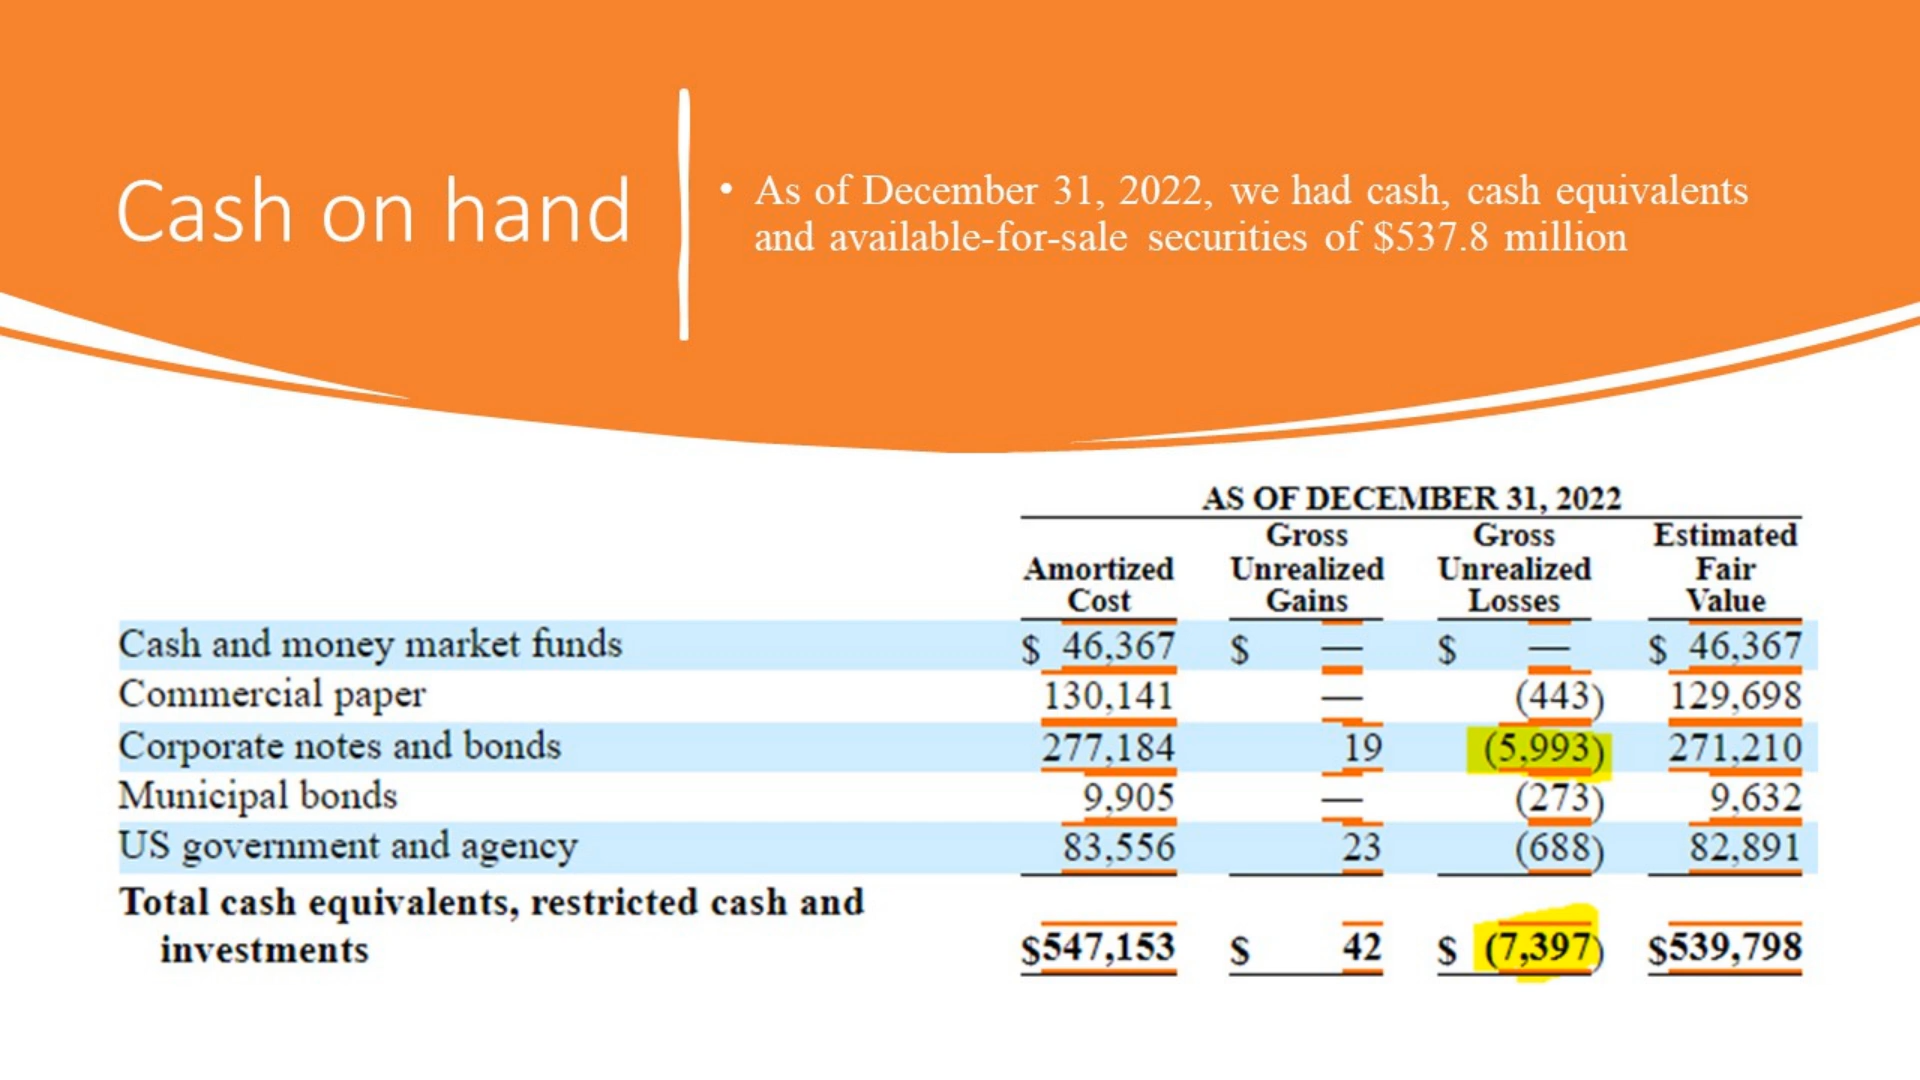 Cash on hand
• As of December 31, 2022, we had cash, cash equivalents
and available-for-sale securities of $537.8 million
AS OF DECEMBER 31, 2022
Amortized Cost Gross Unrealized Gains Gross Unrealized Losses Estimated Fair Value
Cash and money market funds $ 46,367 $ — $ — $ 46,367
Commercial paper 130,141 — (443) 129,698
Corporate notes and bonds 277,184 19 (5,993) 271,210
Municipal bonds 9,905 — (273) 9,632
US government and agency 83,556 23 (688) 82,891
Total cash equivalents, restricted cash and
investments $547,153 $ 42 $ (7,397) $539,798